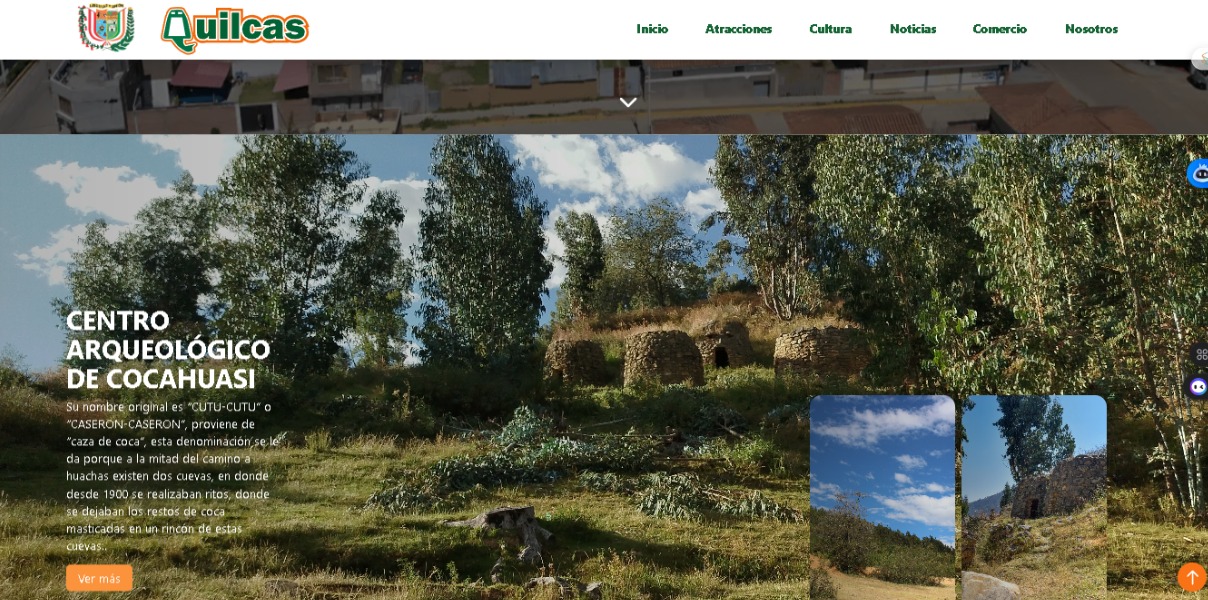 Quilcas
Inicio Atracciones Cultura Noticias Comercio Nosotros
CENTRO
ARQUEOLÓGICO
DE COCAHUASI
Su nombre original es “CUTU-CUTU” o
“CASERON-CASERON”, proviene de
“caza de coca”, esta denominación se le
da porque a la mitad del camino a
huachas existen dos cuevas, en donde
desde 1900 se realizaban ritos, donde
se dejaban los restos de coca
masticadas en un rincón de estas
cuevas..
Ver más